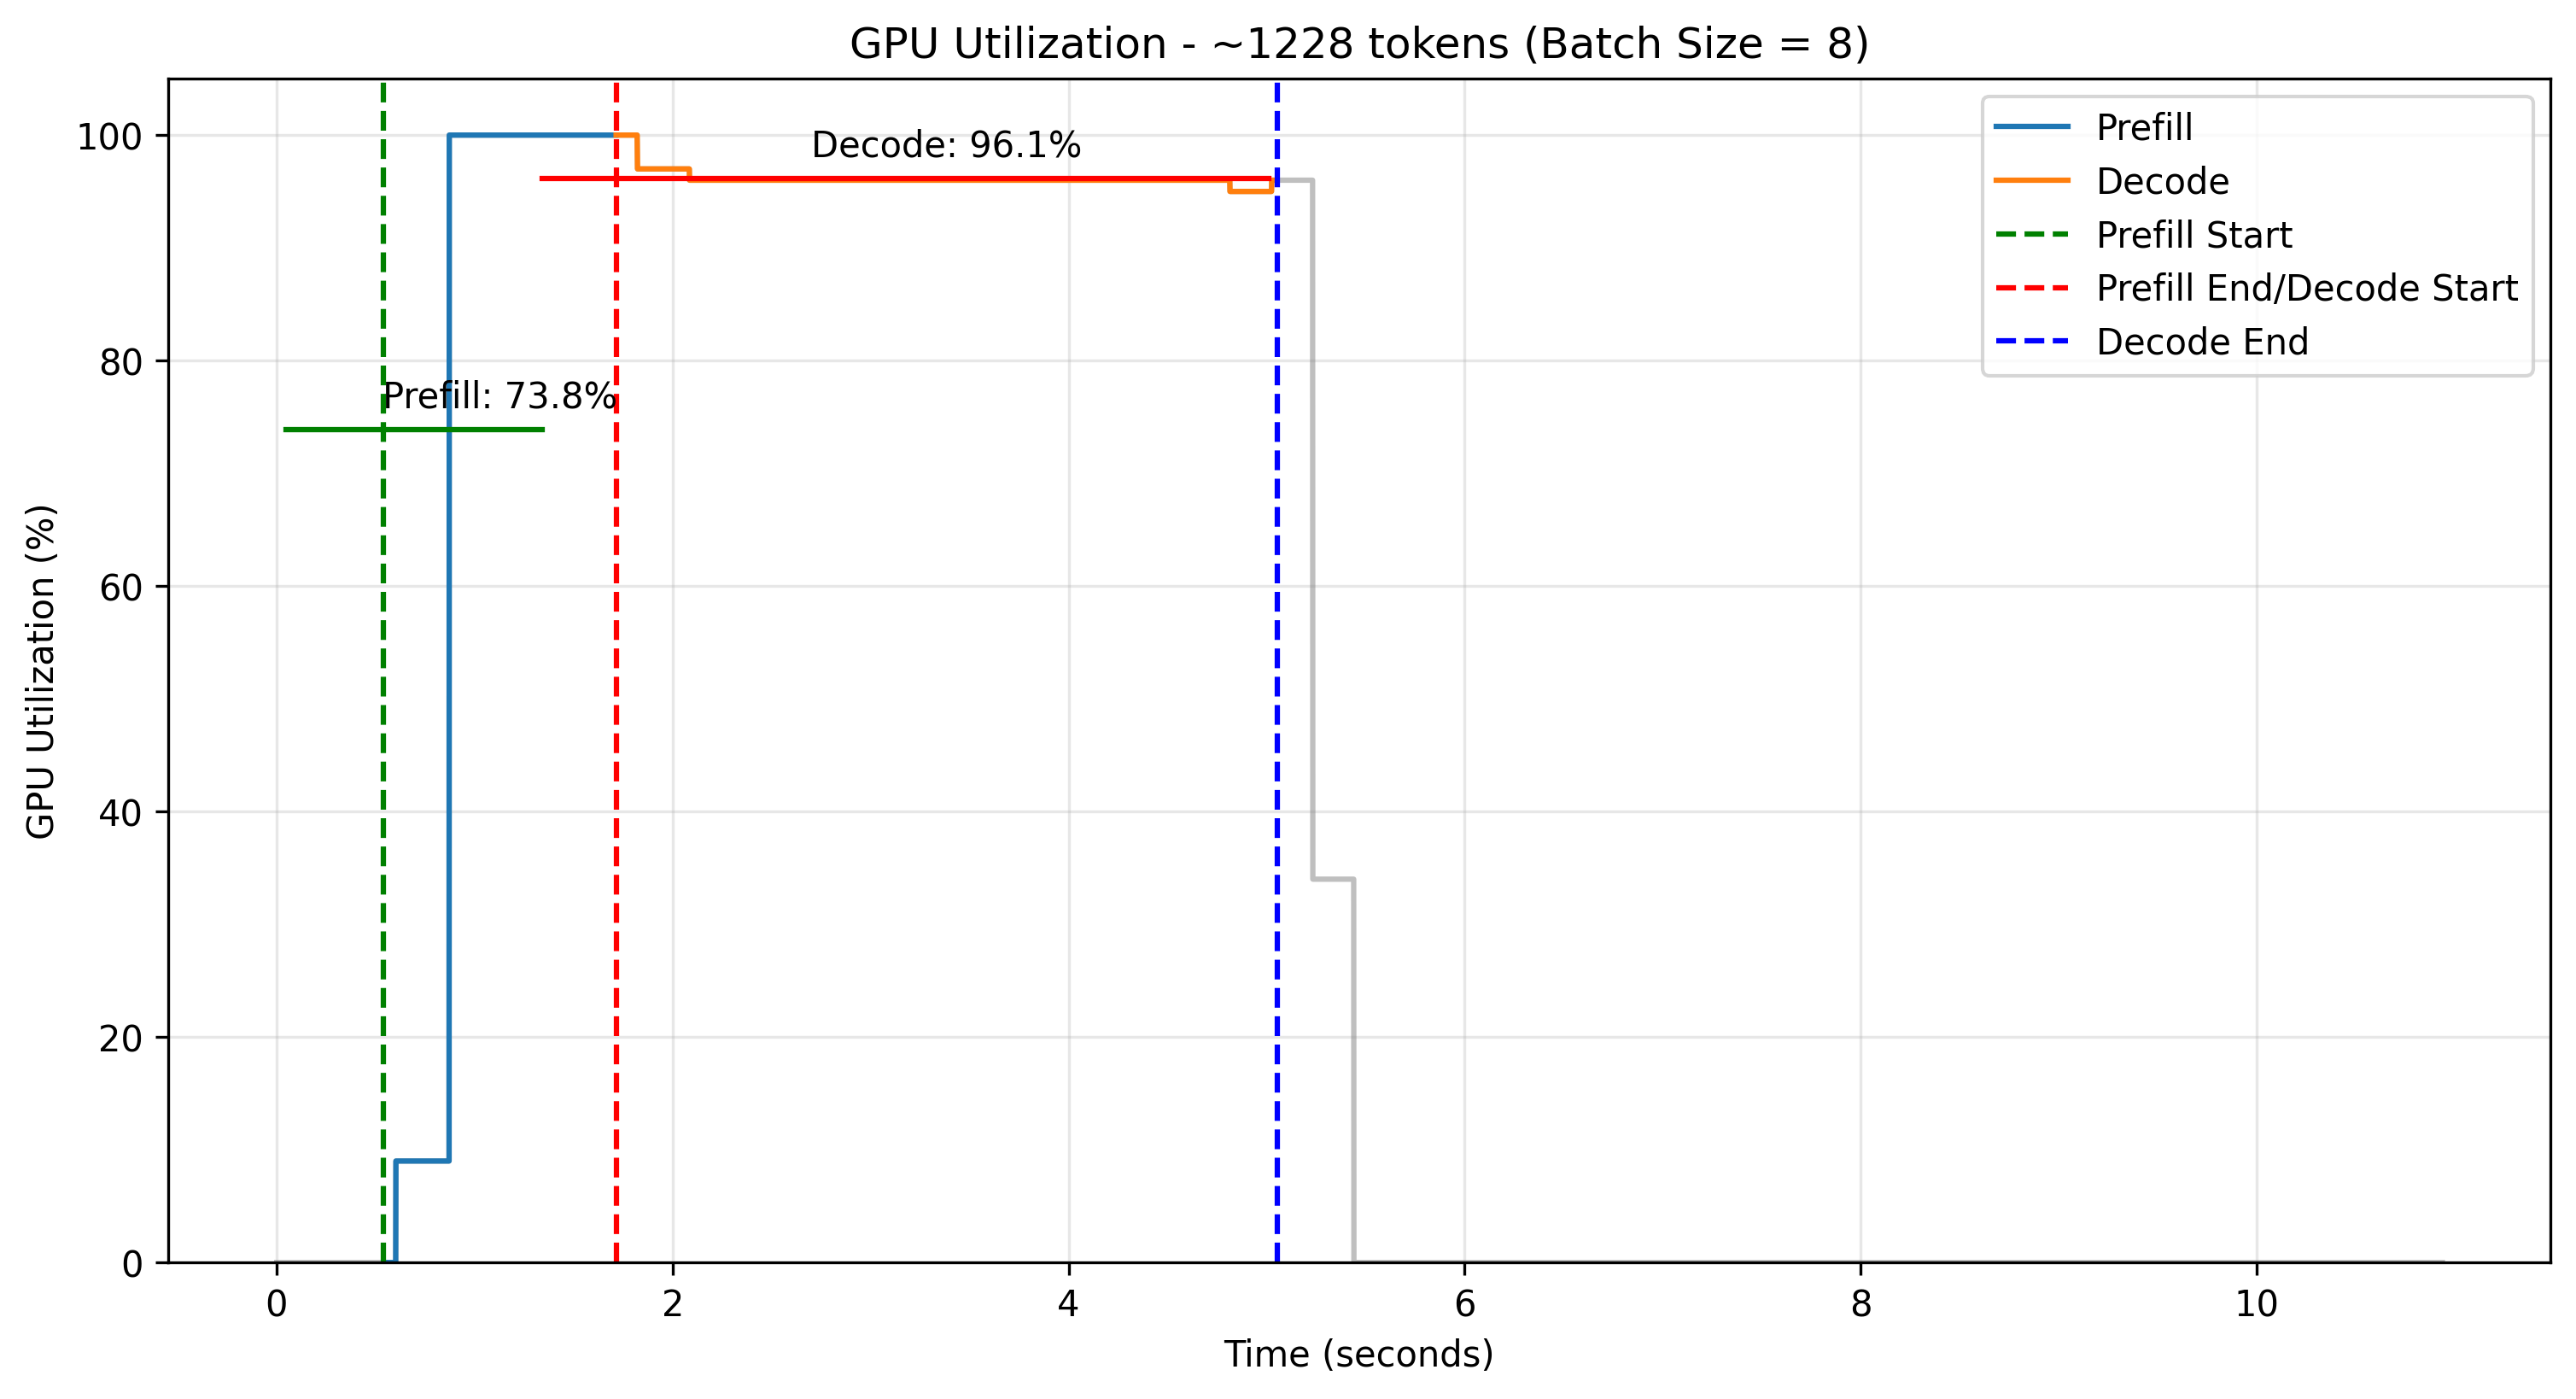 GPU Utilization - ~1228 tokens (Batch Size = 8)
GPU Utilization (%)
100
80
60
40
20
0
Decode: 96.1%
Prefill: 73.8%
Prefill
Decode
Prefill Start
Prefill End/Decode Start
Decode End
0 2 4 6 8 10
Time (seconds)